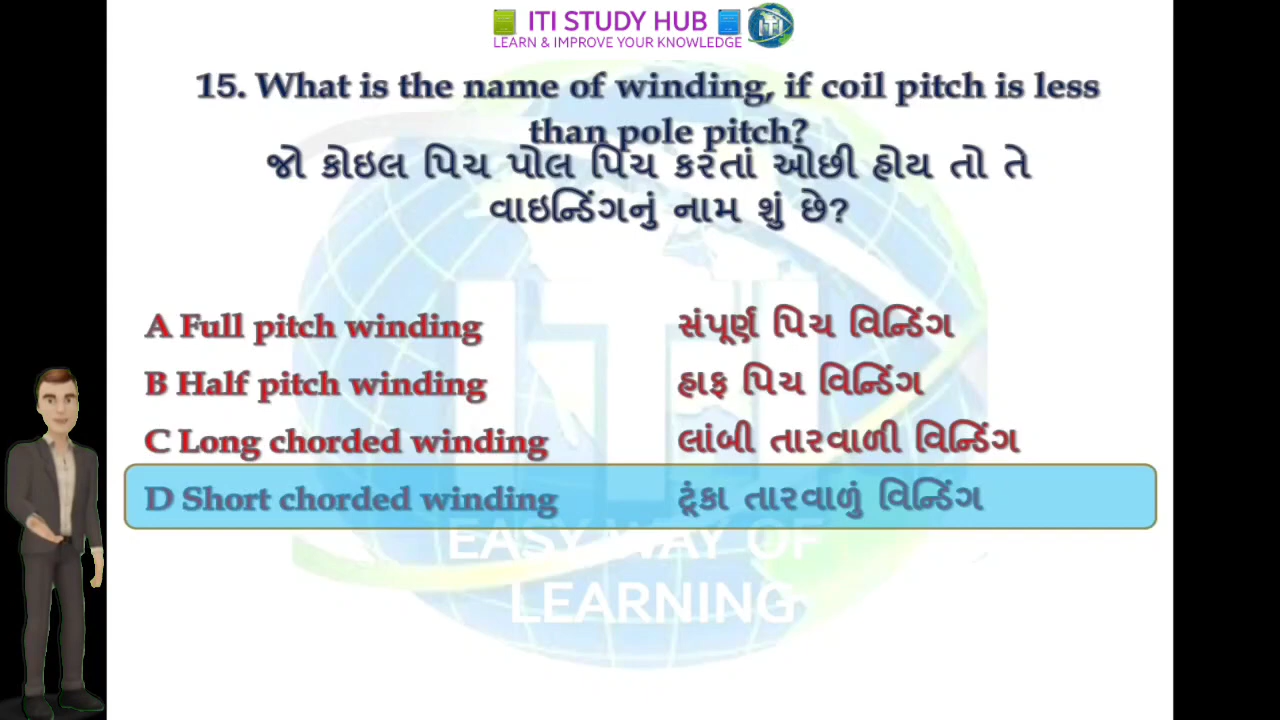 ITI STUDY HUB
LEARN & IMPROVE YOUR KNOWLEDGE
ITI
15. What is the name of winding, if coil pitch is less
than pole pitch?
જો કોઇલ પિચ પોલ પિચ કરતાં ઓછી હોય તો તે
વાઇન્ડિંગનું નામ શું છે?
ITI
A Full pitch winding સંપૂર્ણ પિચ વિન્ડિંગ
B Half pitch winding હાફ પિચ વિન્ડિંગ
C Long chorded winding લાંબી તારવાળી વિન્ડિંગ
D Short chorded winding ટૂંકા તારવાળું વિન્ડિંગ
EASY WAY OF
LEARNING